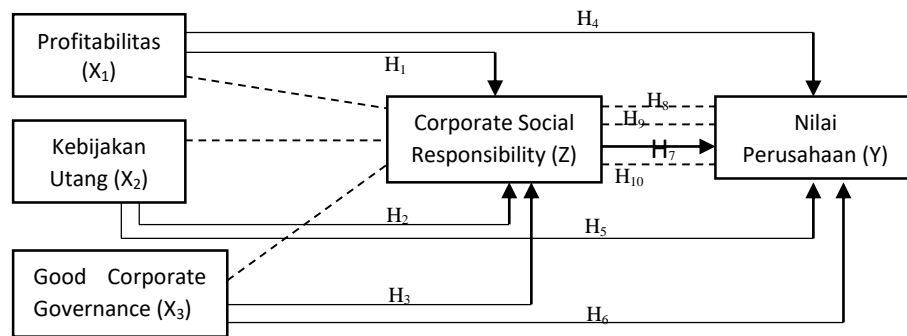 Profitabilitas
(X1)
H4
H1
Kebijakan
Utang (X2)
Corporate Social
Responsibility (Z)
H8
H9
H7
H10
Nilai
Perusahaan (Y)
H2
H5
Good Corporate
Governance (X3)
H3
H6